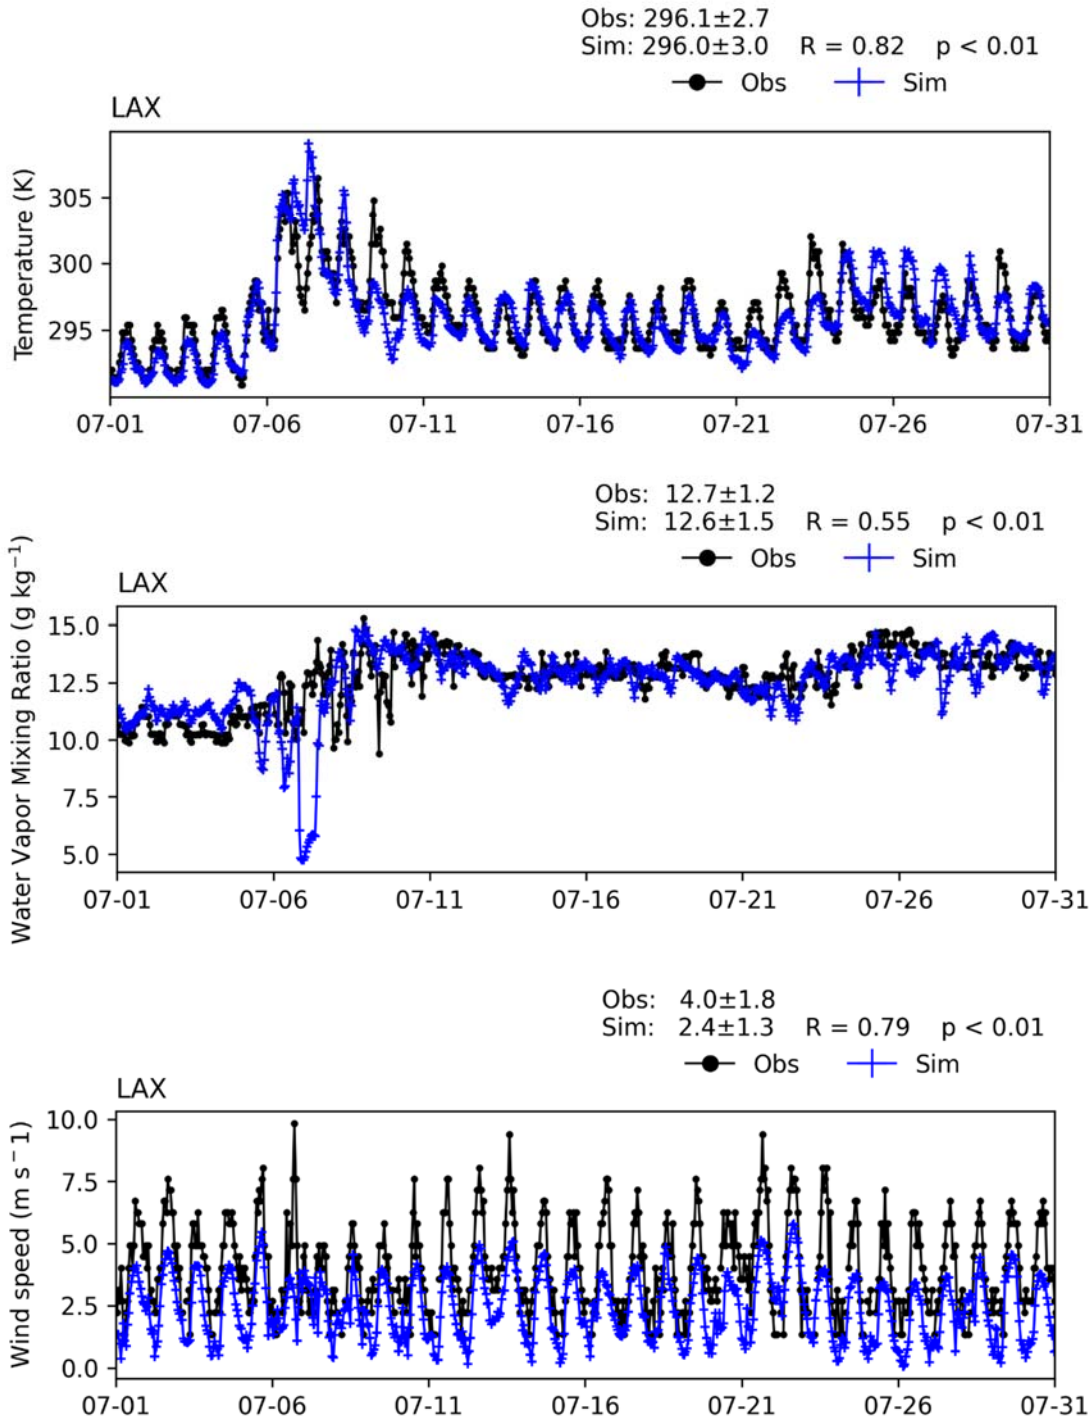 Obs: 296.1±2.7
Sim: 296.0±3.0 R = 0.82 p < 0.01
Obs Sim
LAX
Temperature (K)
305
300
295
07-01 07-06 07-11 07-16 07-21 07-26 07-31
Obs: 12.7±1.2
Sim: 12.6±1.5 R = 0.55 p < 0.01
Obs Sim
LAX
Water Vapor Mixing Ratio (g kg⁻¹)
15.0
12.5
10.0
7.5
5.0
07-01 07-06 07-11 07-16 07-21 07-26 07-31
Obs: 4.0±1.8
Sim: 2.4±1.3 R = 0.79 p < 0.01
Obs Sim
LAX
Wind speed (m s⁻1)
10.0
7.5
5.0
2.5
0.0
07-01 07-06 07-11 07-16 07-21 07-26 07-31